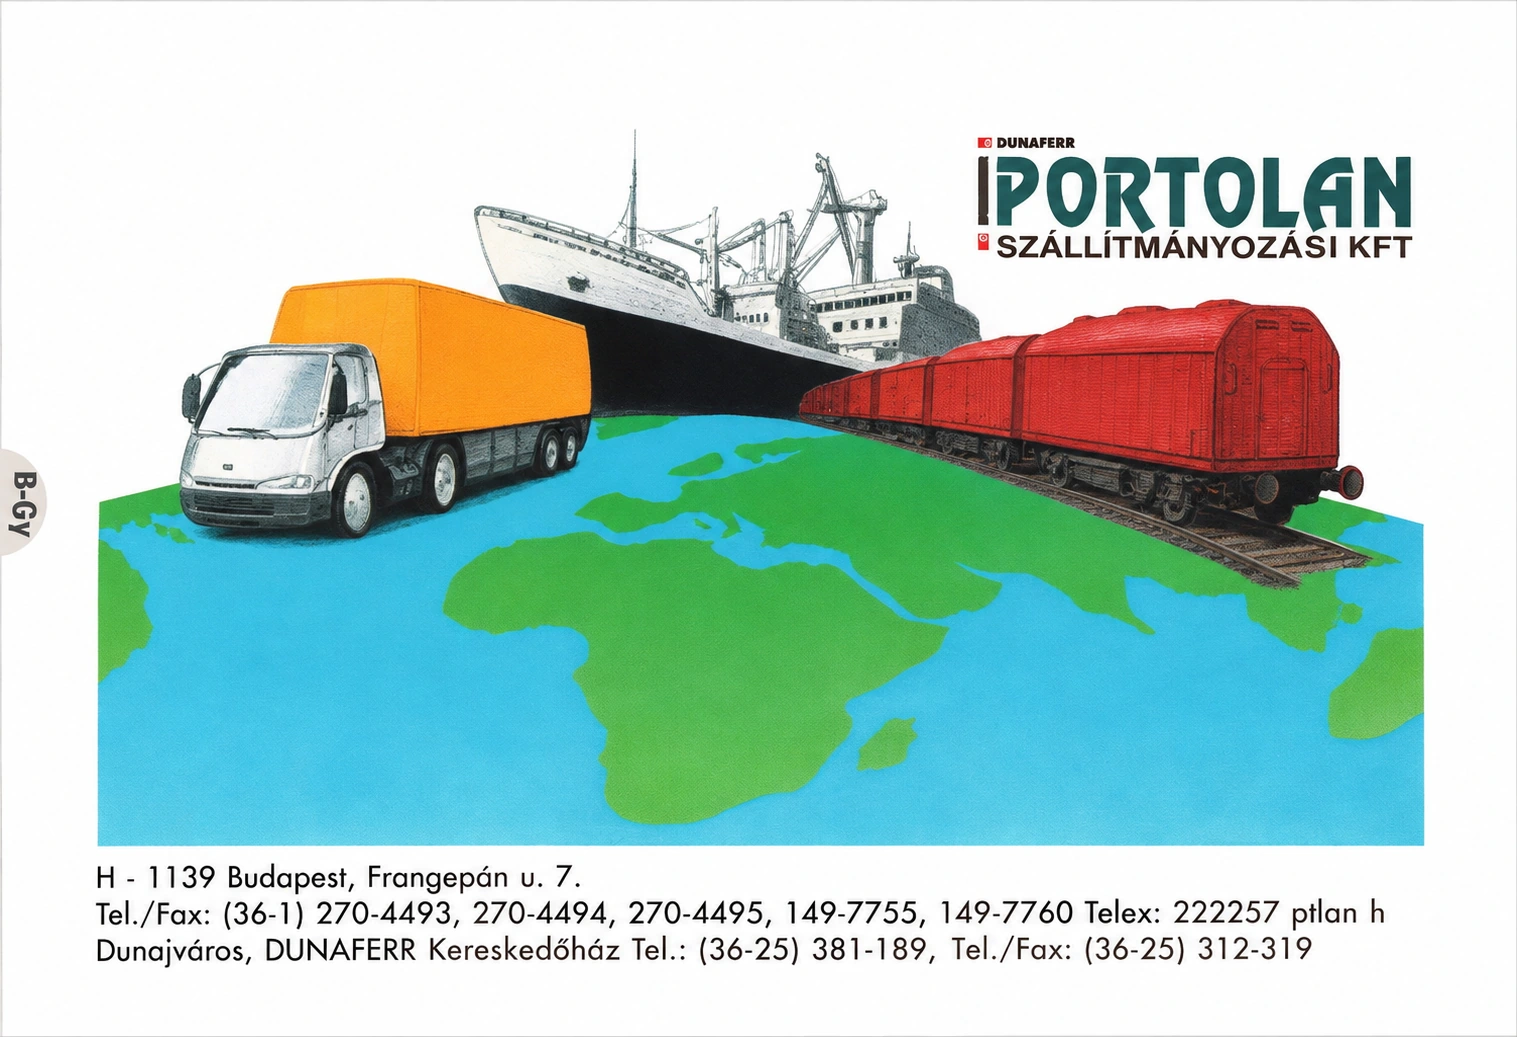 DUNAFERR
PORTOLAN
SZÁLLÍTMÁNYOZÁSI KFT
B-Gy
H - 1139 Budapest, Frangepán u. 7.
Tel./Fax: (36-1) 270-4493, 270-4494, 270-4495, 149-7755, 149-7760 Telex: 222257 ptlan h
Dunajváros, DUNAFERR Kereskedőház Tel.: (36-25) 381-189, Tel./Fax: (36-25) 312-319